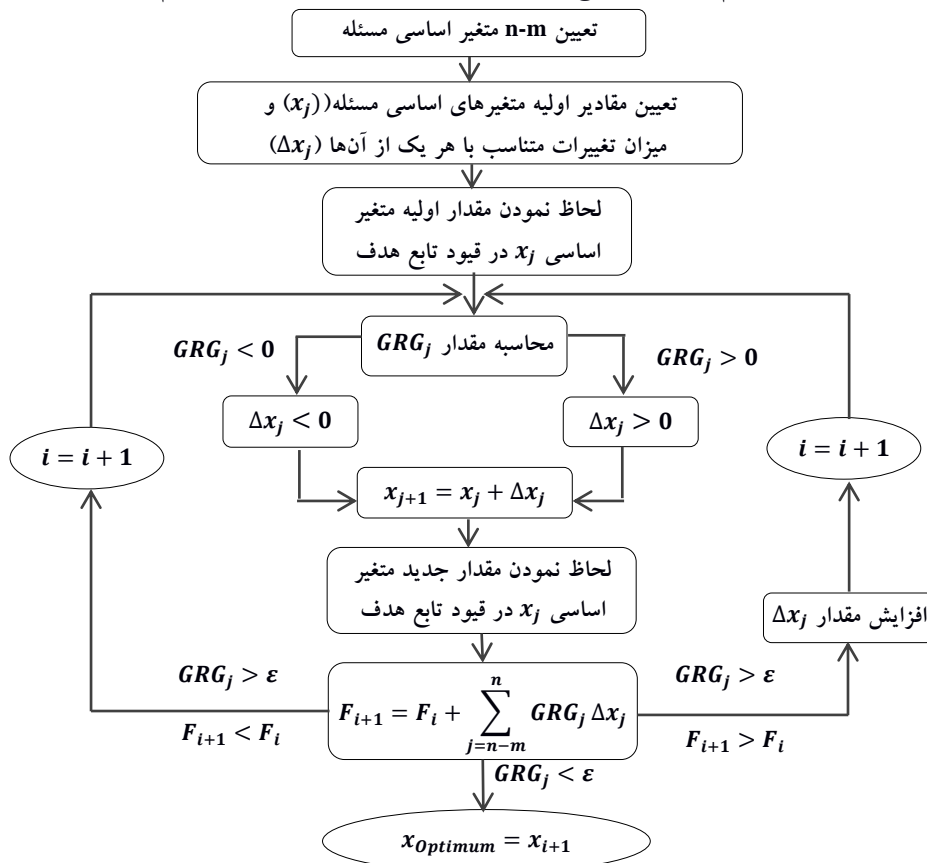 تعیین n-m متغیر اساسی مسئله
تعیین مقادیر اولیه متغیرهای اساسی مسئله((x_j) و
میزان تغییرات متناسب با هر یک از آن‌ها (Δx_j)
لحاظ نمودن مقدار اولیه متغیر
اساسی x_j در قیود تابع هدف
محاسبه مقدار GRG_j
GRG_j < 0
GRG_j > 0
Δx_j < 0
Δx_j > 0
i = i + 1
i = i + 1
x_{j+1} = x_j + Δx_j
لحاظ نمودن مقدار جدید متغیر
اساسی x_j در قیود تابع هدف
افزایش مقدار Δx_j
GRG_j > ε
F_{i+1} < F_i
F_{i+1} = F_i + \sum_{j=n-m}^{n} GRG_j Δx_j
GRG_j > ε
F_{i+1} > F_i
GRG_j < ε
x_{Optimum} = x_{i+1}